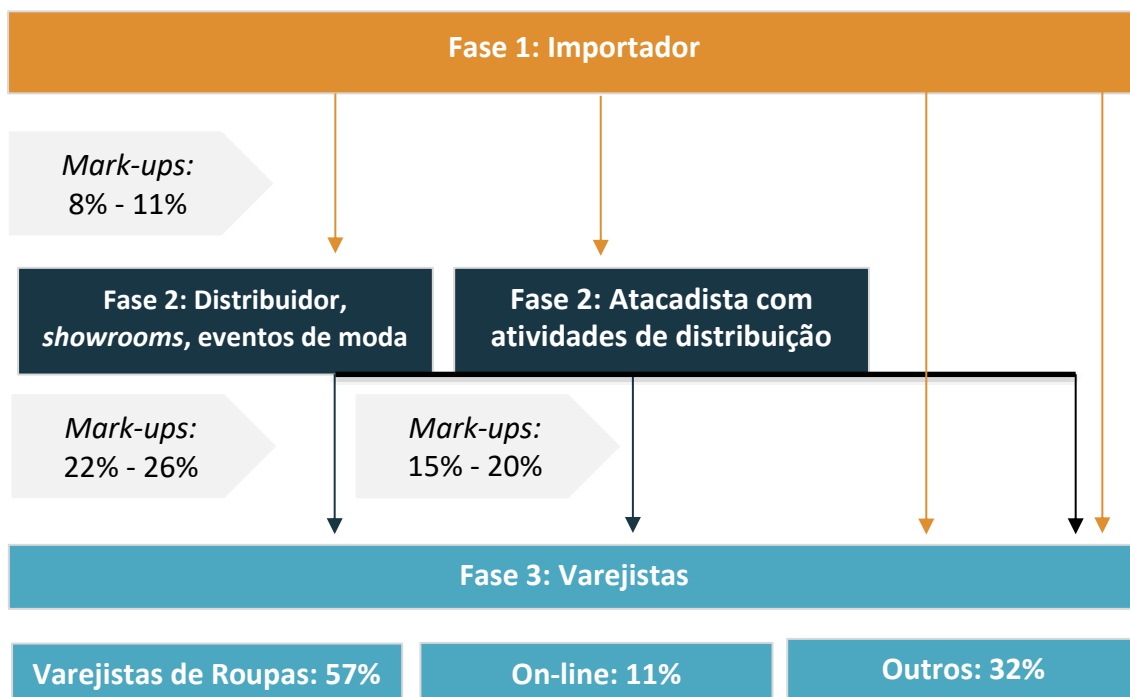 Fase 1: Importador
Mark-ups:
8% - 11%
Fase 2: Distribuidor,
showrooms, eventos de moda
Fase 2: Atacadista com
atividades de distribuição
Mark-ups:
22% - 26%
Mark-ups:
15% - 20%
Fase 3: Varejistas
Varejistas de Roupas: 57%
On-line: 11%
Outros: 32%